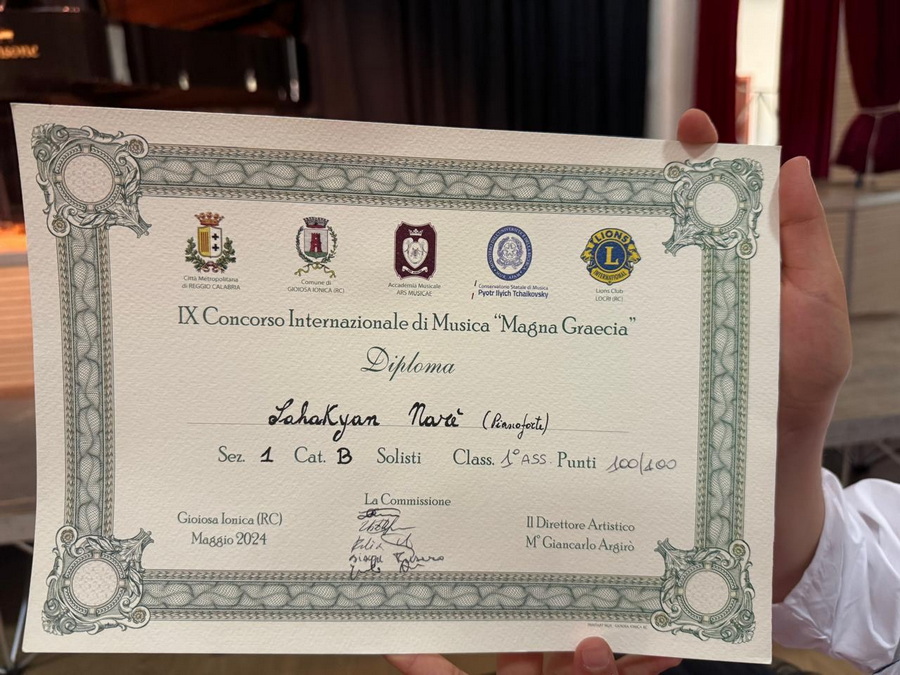 Città Metropolitana
di REGGIO CALABRIA
Comune di
GIOIOSA IONICA (RC)
Accademia Musicale
ARS MUSICAE
Conservatorio Statale di Musica
Pyotr Ilyich Tchaikovsky
LIONS
L
INTERNATIONAL
Lions Club
LOCRI (RC)
IX Concorso Internazionale di Musica “Magna Graecia”
Diploma
Sahakyan Narè (Pianoforte)
Sez. 1 Cat. B Solisti Class. 1° ASS. Punti 100/100
La Commissione
Gioiosa Ionica (RC)
Maggio 2024
Il Direttore Artistico
M° Giancarlo Argirò